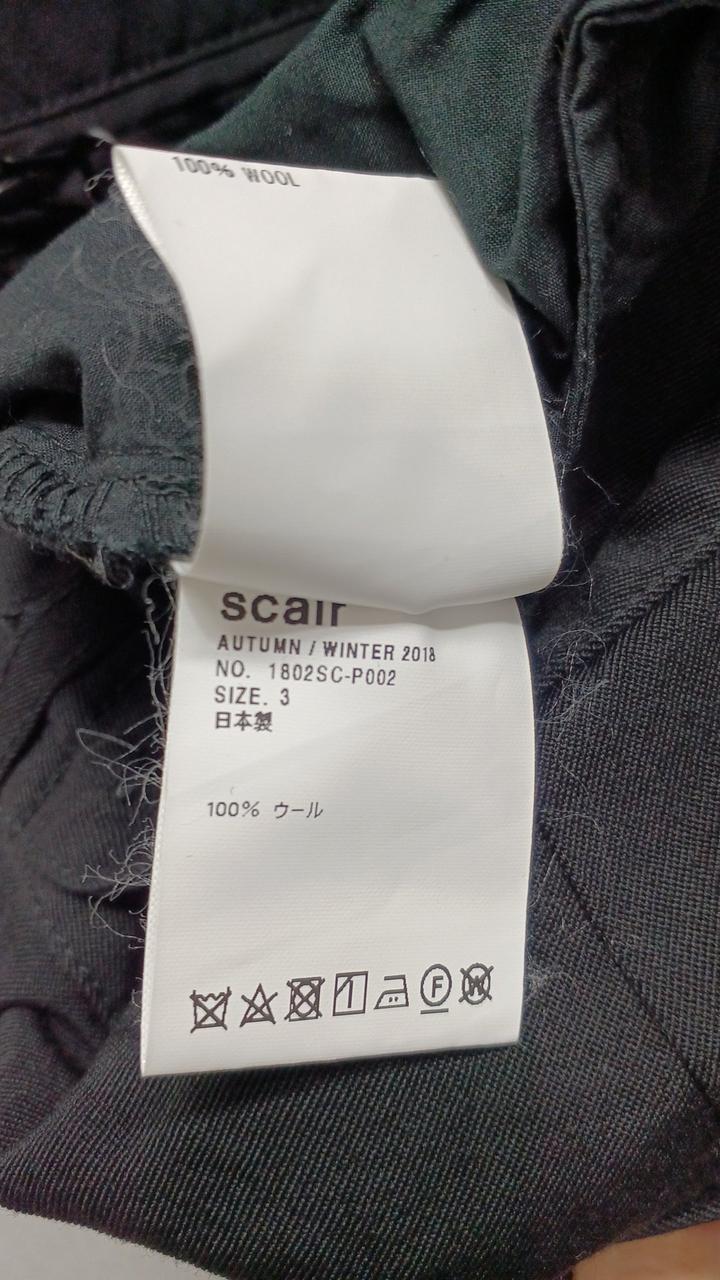 100% WOOL
scair
AUTUMN / WINTER 2018
NO. 1802SC-P002
SIZE. 3
日本製
100% ウール
F
W